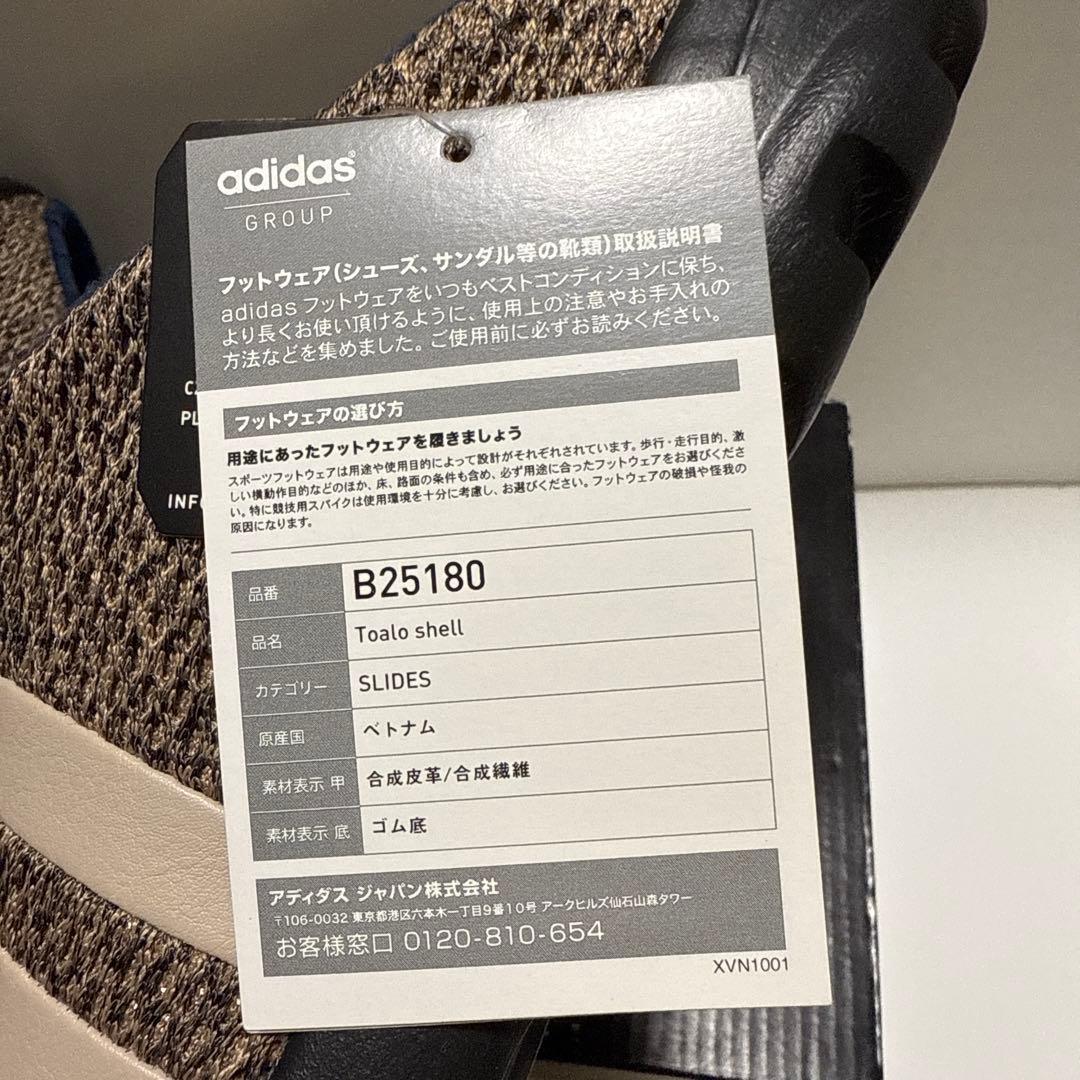 adidas
GROUP
フットウェア(シューズ、サンダル等の靴類)取扱説明書
adidas フットウェアをいつもベストコンディションに保ち、
より長くお使い頂けるように、使用上の注意やお手入れの
方法などを集めました。ご使用前に必ずお読みください。
フットウェアの選び方
用途にあったフットウェアを履きましょう
スポーツフットウェアは用途や使用目的によって設計がそれぞれされています。歩行・走行目的、激
しい横動作目的などのほか、床、路面の条件も含め、必ず用途に合ったフットウェアをお選びくださ
い。特に競技用スパイクは使用環境を十分に考慮し、お選びください。フットウェアの破損や怪我の
原因になります。
品番 B25180
品名 Toalo shell
カテゴリー SLIDES
原産国 ベトナム
素材表示 甲 合成皮革/合成繊維
素材表示 底 ゴム底
アディダス ジャパン株式会社
〒106-0032 東京都港区六本木一丁目9番10号 アークヒルズ仙石山森タワー
お客様窓口 0120-810-654
XVN1001